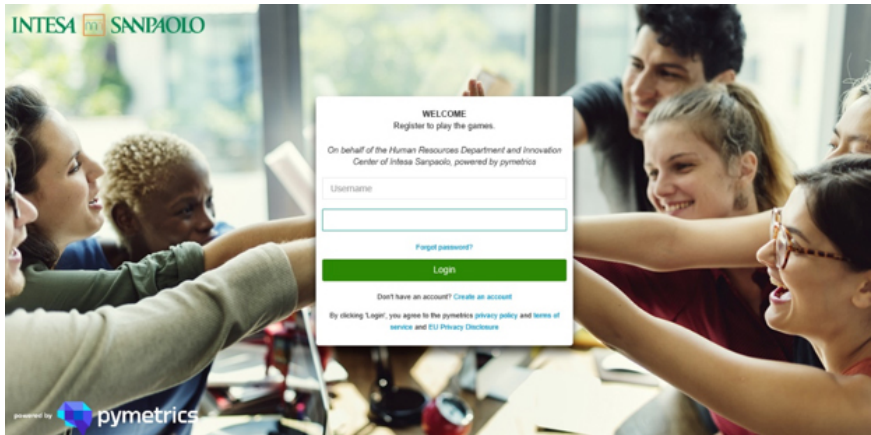 INTESA SANPAOLO
WELCOME
Register to play the games.
On behalf of the Human Resources Department and Innovation
Center of Intesa Sanpaolo, powered by pymetrics
Username
Forgot password?
Login
Don't have an account? Create an account
By clicking 'Login', you agree to the pymetrics privacy policy and terms of
service and EU Privacy Disclosure
powered by pymetrics